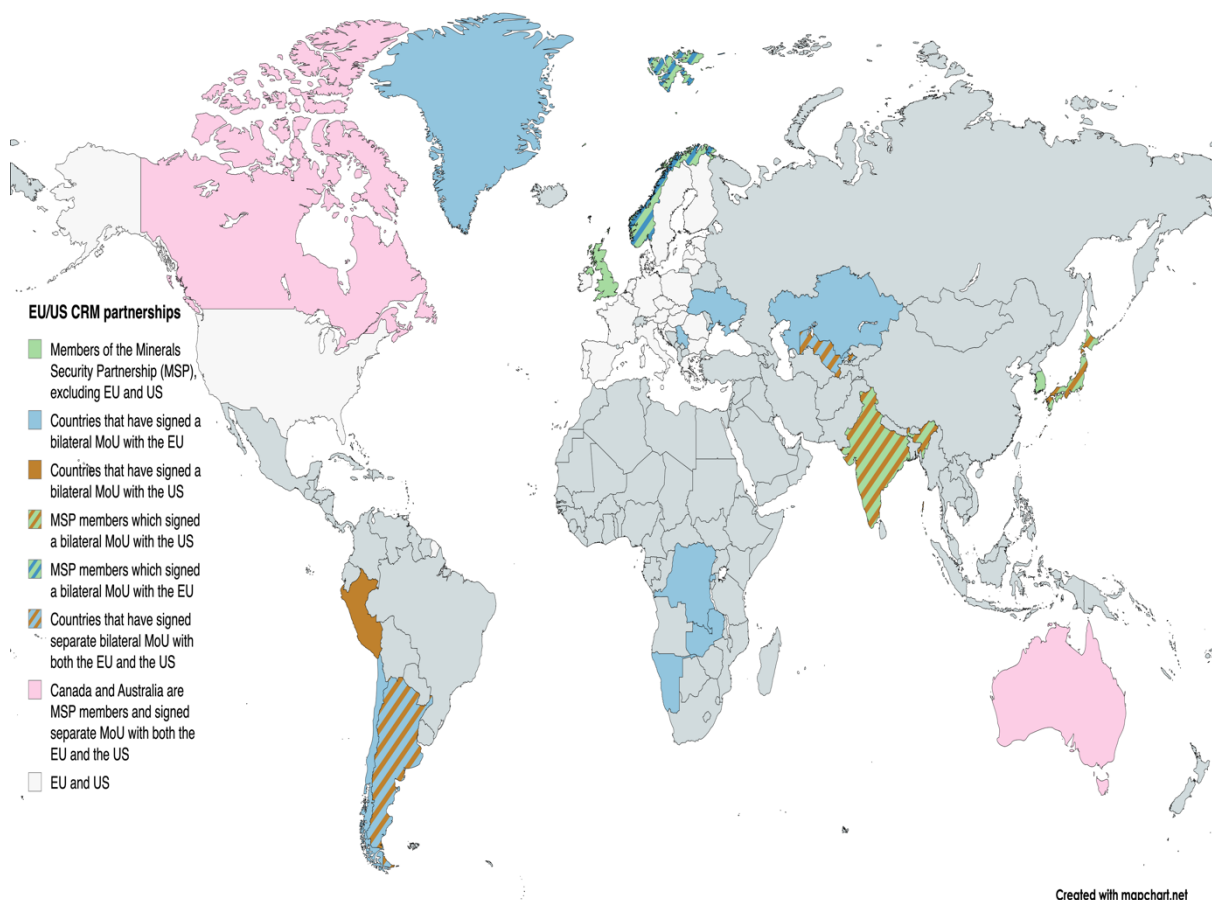 EU/US CRM partnerships
Members of the Minerals
Security Partnership (MSP),
excluding EU and US
Countries that have signed a
bilateral MoU with the EU
Countries that have signed a
bilateral MoU with the US
MSP members which signed
a bilateral MoU with the US
MSP members which signed
a bilateral MoU with the EU
Countries that have signed
separate bilateral MoU with
both the EU and the US
Canada and Australia are
MSP members and signed
separate MoU with both the
EU and the US
EU and US
Created with mapchart.net